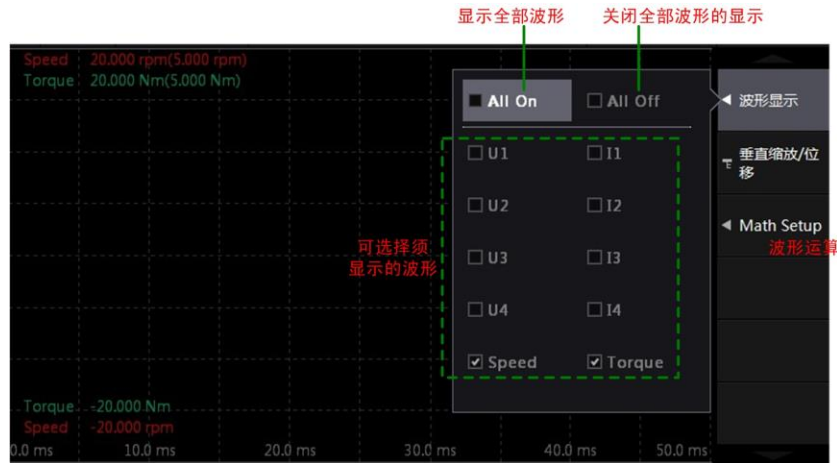 显示全部波形 关闭全部波形的显示
Speed 20.000 rpm(5.000 rpm)
Torque 20.000 Nm(5.000 Nm)
All On All Off
波形显示
U1 I1
垂直缩放/位
移
U2 I2
Math Setup
波形运算
可选择须
显示的波形
U3 I3
U4 I4
Speed Torque
Torque -20.000 Nm
Speed -20.000 rpm
0.0 ms 10.0 ms 20.0 ms 30.0 ms 40.0 ms 50.0 ms